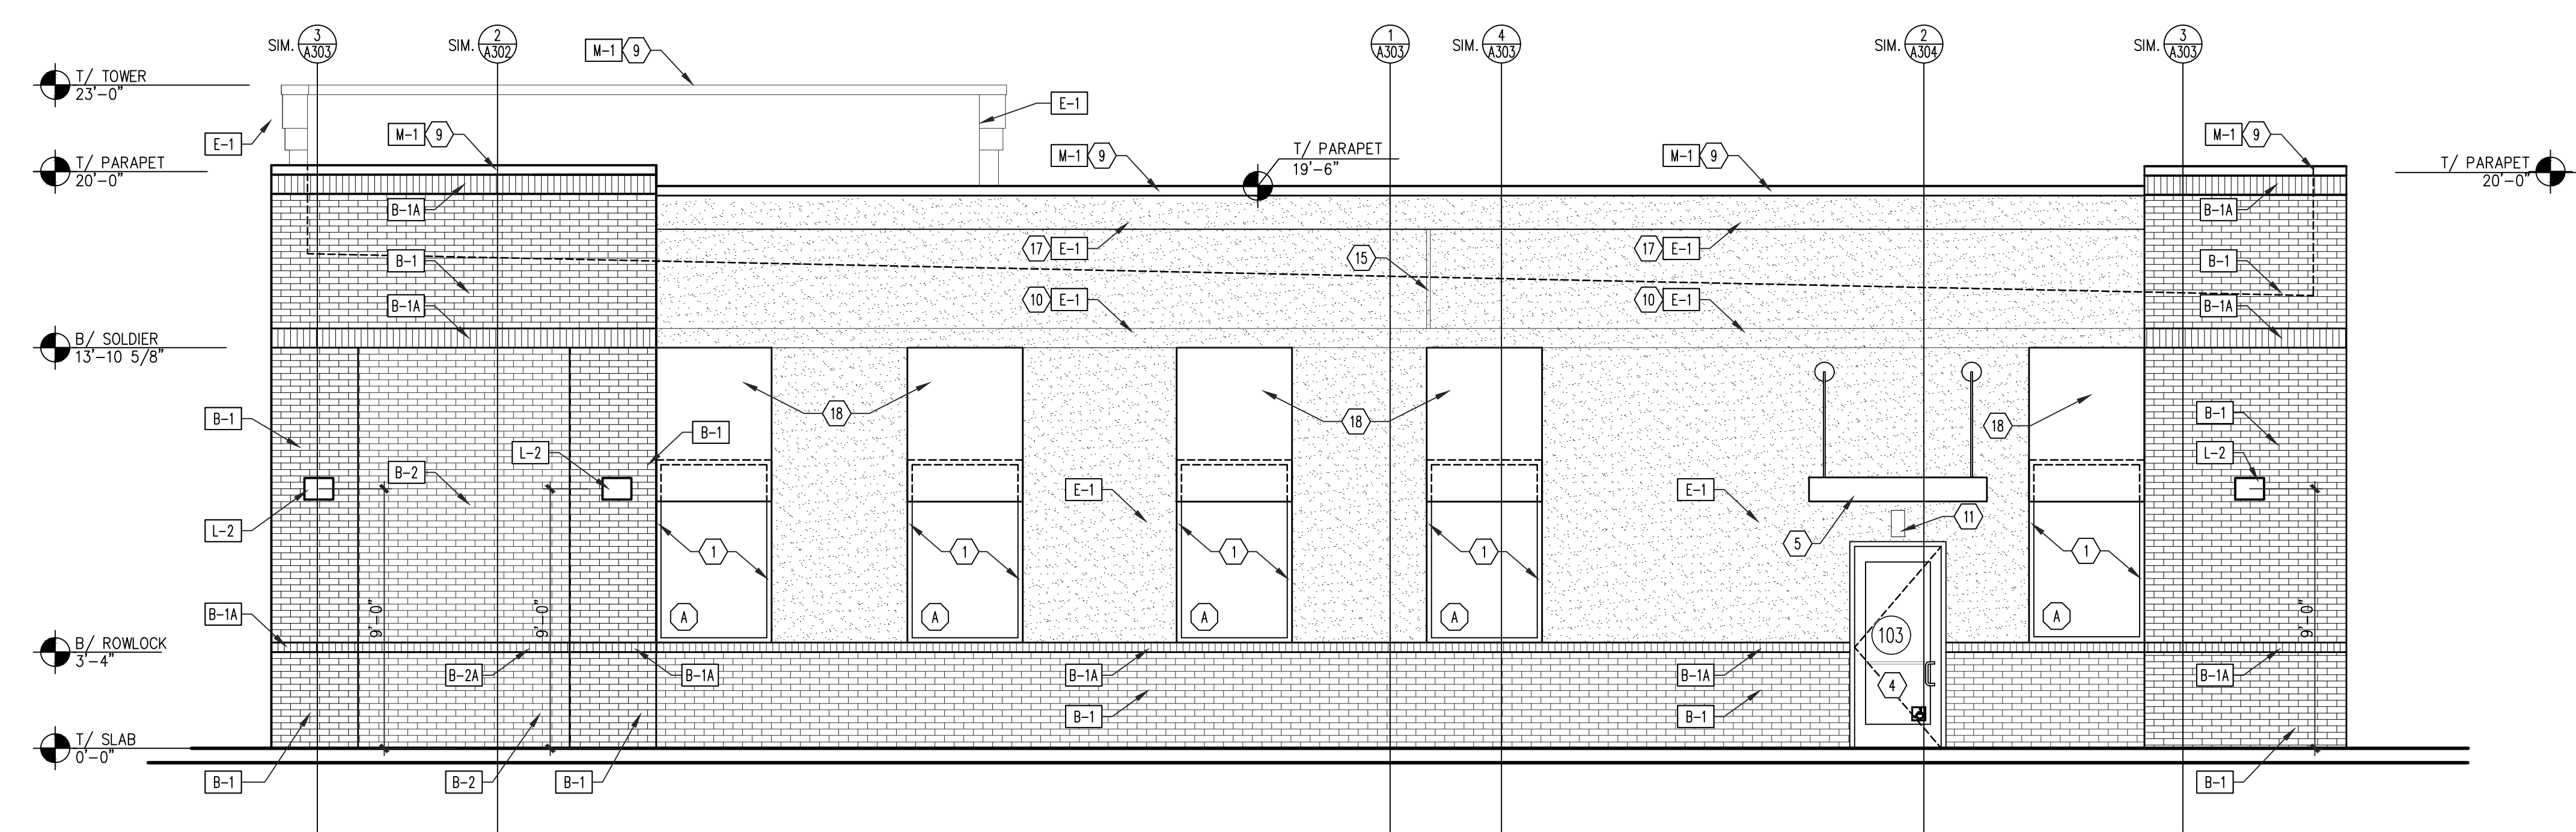 SIM. 3 A303
SIM. 2 A302
1 A303
SIM. 4 A303
SIM. 2 A304
SIM. 3 A303
M-1 9
T/ TOWER
23'-0"
E-1
E-1
M-1 9
M-1 9
M-1 9
M-1 9
T/ PARAPET
20'-0"
T/ PARAPET
19'-6"
T/ PARAPET
20'-0"
B-1A
B-1A
17 E-1
15
17 E-1
B-1
B-1
10 E-1
10 E-1
B-1A
B-1A
B/ SOLDIER
13'-10 5/8"
B-1
B-1
18
18
18
B-1
L-2
L-2
B-2
E-1
E-1
L-2
11
5
1
1
1
1
1
9'-0"
9'-0"
9'-0"
B-1A
A
A
A
A
A
103
B/ ROWLOCK
3'-4"
B-2A
B-1A
B-1A
B-1A
B-1A
4
B-1
B-1
T/ SLAB
0'-0"
B-1
B-2
B-1
B-1